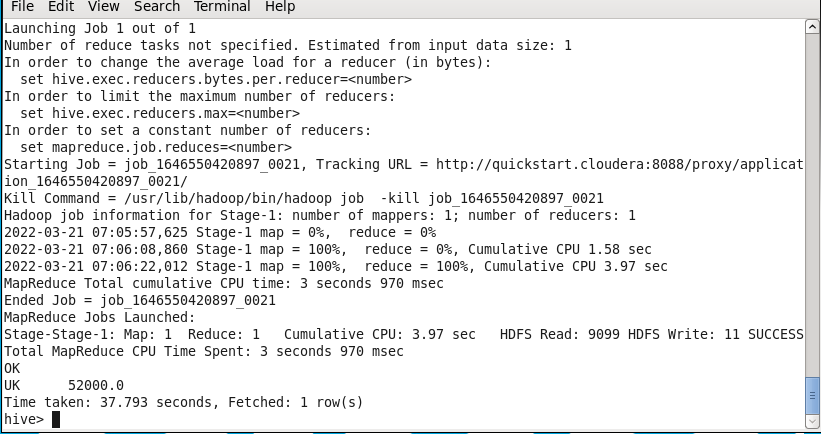 File Edit View Search Terminal Help
Launching Job 1 out of 1
Number of reduce tasks not specified. Estimated from input data size: 1
In order to change the average load for a reducer (in bytes):
  set hive.exec.reducers.bytes.per.reducer=<number>
In order to limit the maximum number of reducers:
  set hive.exec.reducers.max=<number>
In order to set a constant number of reducers:
  set mapreduce.job.reduces=<number>
Starting Job = job_1646550420897_0021, Tracking URL = http://quickstart.cloudera:8088/proxy/applicat
ion_1646550420897_0021/
Kill Command = /usr/lib/hadoop/bin/hadoop job  -kill job_1646550420897_0021
Hadoop job information for Stage-1: number of mappers: 1; number of reducers: 1
2022-03-21 07:05:57,625 Stage-1 map = 0%,  reduce = 0%
2022-03-21 07:06:08,860 Stage-1 map = 100%,  reduce = 0%, Cumulative CPU 1.58 sec
2022-03-21 07:06:22,012 Stage-1 map = 100%,  reduce = 100%, Cumulative CPU 3.97 sec
MapReduce Total cumulative CPU time: 3 seconds 970 msec
Ended Job = job_1646550420897_0021
MapReduce Jobs Launched:
Stage-Stage-1: Map: 1  Reduce: 1   Cumulative CPU: 3.97 sec   HDFS Read: 9099 HDFS Write: 11 SUCCESS
Total MapReduce CPU Time Spent: 3 seconds 970 msec
OK
UK      52000.0
Time taken: 37.793 seconds, Fetched: 1 row(s)
hive>